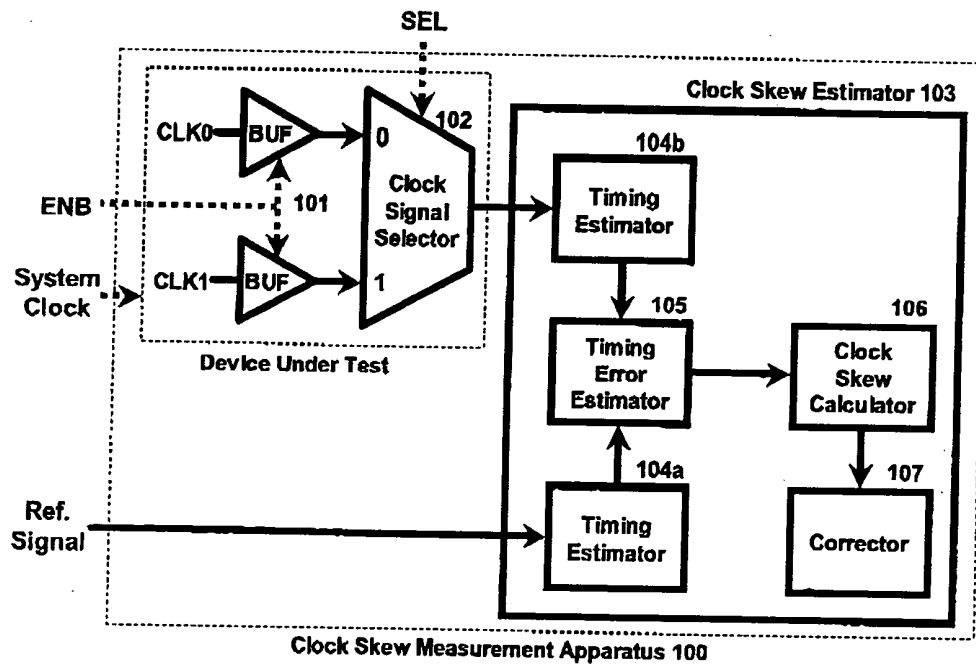 SEL
Clock Skew Estimator 103
CLK0
BUF
0
102
104b
Clock
Signal
Selector
Timing
Estimator
ENB
101
CLK1
BUF
1
System
Clock
105
106
Device Under Test
Timing
Error
Estimator
Clock
Skew
Calculator
104a
107
Ref.
Signal
Timing
Estimator
Corrector
Clock Skew Measurement Apparatus 100